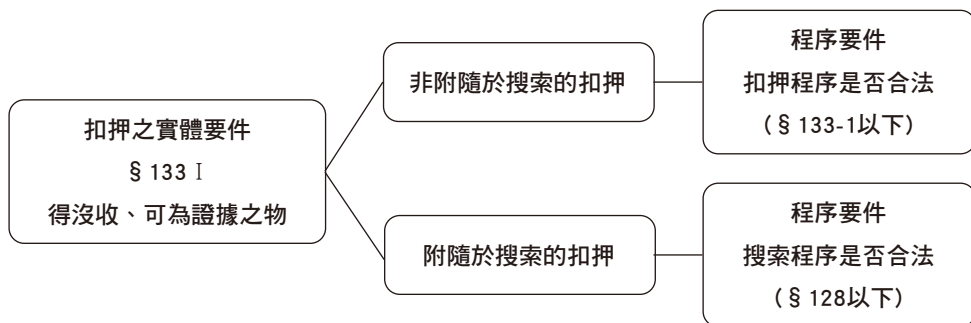 扣押之實體要件
§133Ⅰ
得沒收、可為證據之物
非附隨於搜索的扣押
程序要件
扣押程序是否合法
(§133-1以下)
附隨於搜索的扣押
程序要件
搜索程序是否合法
(§128以下)